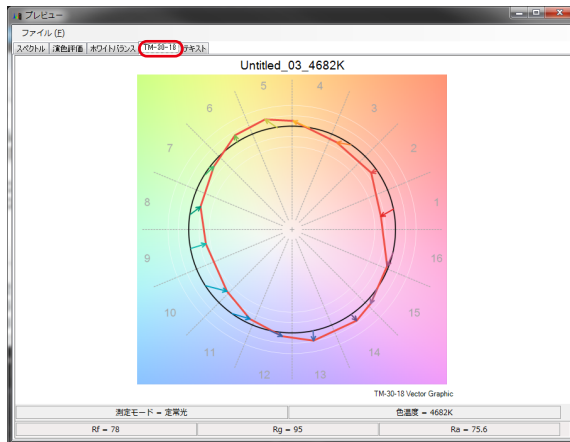 プレビュー
ファイル (F)
スペクトル 演色評価 ホワイトバランス TM-30-18 テキスト
Untitled_03_4682K
5 4
6 3
7 2
8 1
9 16
10 15
11 14
12 13
TM-30-18 Vector Graphic
測定モード = 定常光 色温度 = 4682K
Rf = 78 Rg = 95 Ra = 75.6